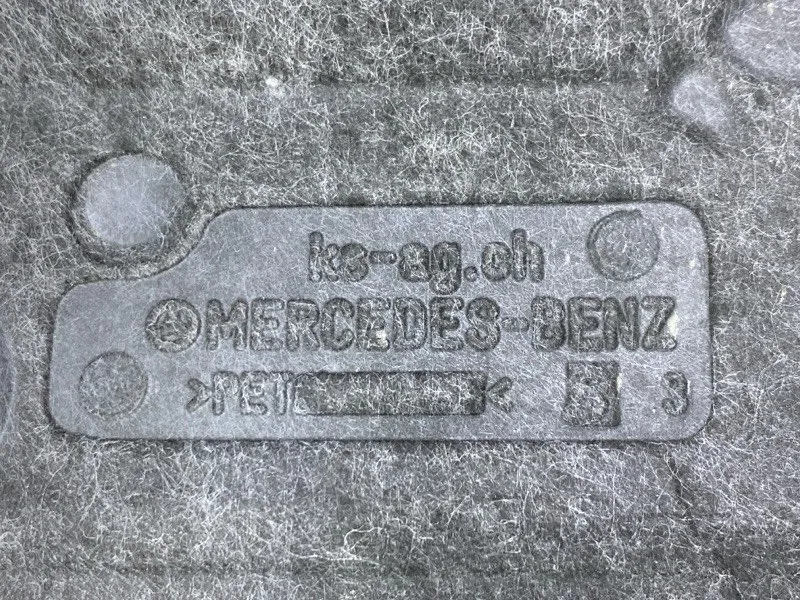 ks-ag.ch
MERCEDES-BENZ
>PET <
3